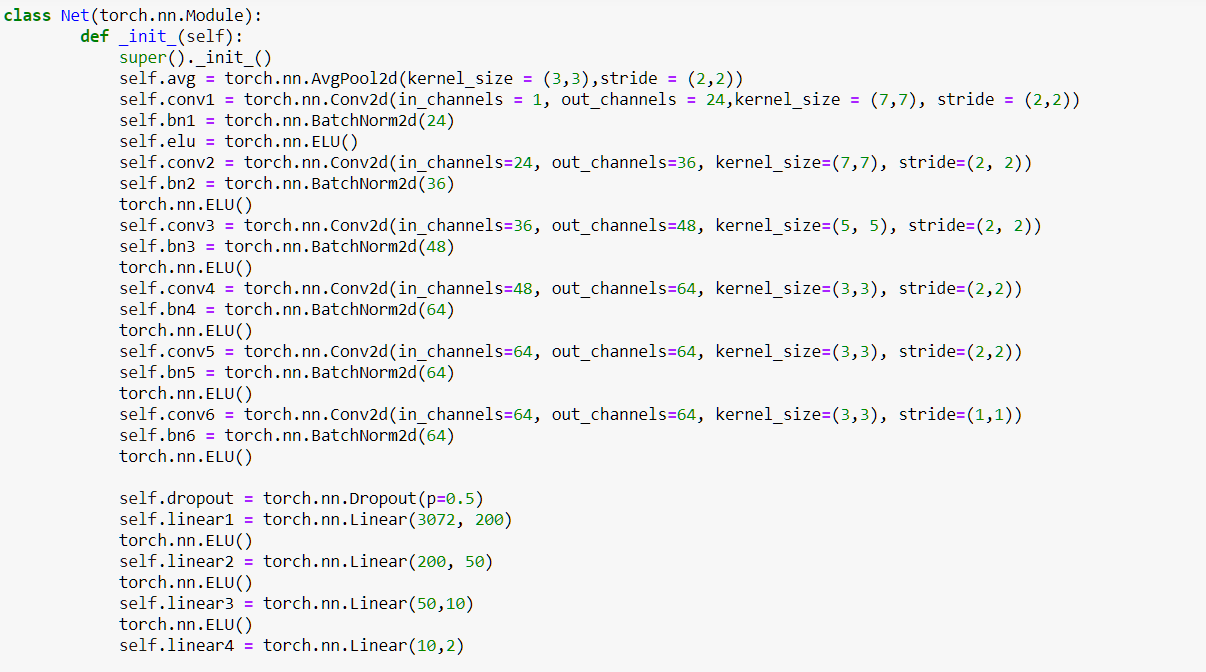 class Net(torch.nn.Module):
        def _init_(self):
            super()._init_()
            self.avg = torch.nn.AvgPool2d(kernel_size = (3,3),stride = (2,2))
            self.conv1 = torch.nn.Conv2d(in_channels = 1, out_channels = 24,kernel_size = (7,7), stride = (2,2))
            self.bn1 = torch.nn.BatchNorm2d(24)
            self.elu = torch.nn.ELU()
            self.conv2 = torch.nn.Conv2d(in_channels=24, out_channels=36, kernel_size=(7,7), stride=(2, 2))
            self.bn2 = torch.nn.BatchNorm2d(36)
            torch.nn.ELU()
            self.conv3 = torch.nn.Conv2d(in_channels=36, out_channels=48, kernel_size=(5, 5), stride=(2, 2))
            self.bn3 = torch.nn.BatchNorm2d(48)
            torch.nn.ELU()
            self.conv4 = torch.nn.Conv2d(in_channels=48, out_channels=64, kernel_size=(3,3), stride=(2,2))
            self.bn4 = torch.nn.BatchNorm2d(64)
            torch.nn.ELU()
            self.conv5 = torch.nn.Conv2d(in_channels=64, out_channels=64, kernel_size=(3,3), stride=(2,2))
            self.bn5 = torch.nn.BatchNorm2d(64)
            torch.nn.ELU()
            self.conv6 = torch.nn.Conv2d(in_channels=64, out_channels=64, kernel_size=(3,3), stride=(1,1))
            self.bn6 = torch.nn.BatchNorm2d(64)
            torch.nn.ELU()

            self.dropout = torch.nn.Dropout(p=0.5)
            self.linear1 = torch.nn.Linear(3072, 200)
            torch.nn.ELU()
            self.linear2 = torch.nn.Linear(200, 50)
            torch.nn.ELU()
            self.linear3 = torch.nn.Linear(50,10)
            torch.nn.ELU()
            self.linear4 = torch.nn.Linear(10,2)